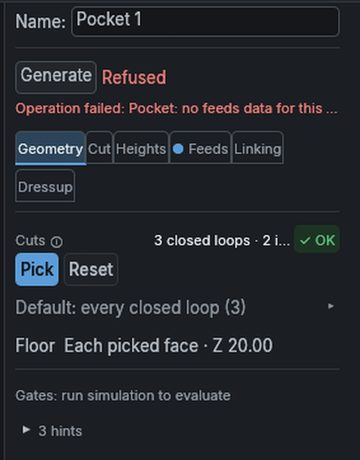 Name: Pocket 1
Generate Refused
Operation failed: Pocket: no feeds data for this ...
Geometry Cut Heights Feeds Linking
Dressup
Cuts 3 closed loops · 2 i... ✓ OK
Pick Reset
Default: every closed loop (3)
Floor Each picked face · Z 20.00
Gates: run simulation to evaluate
3 hints